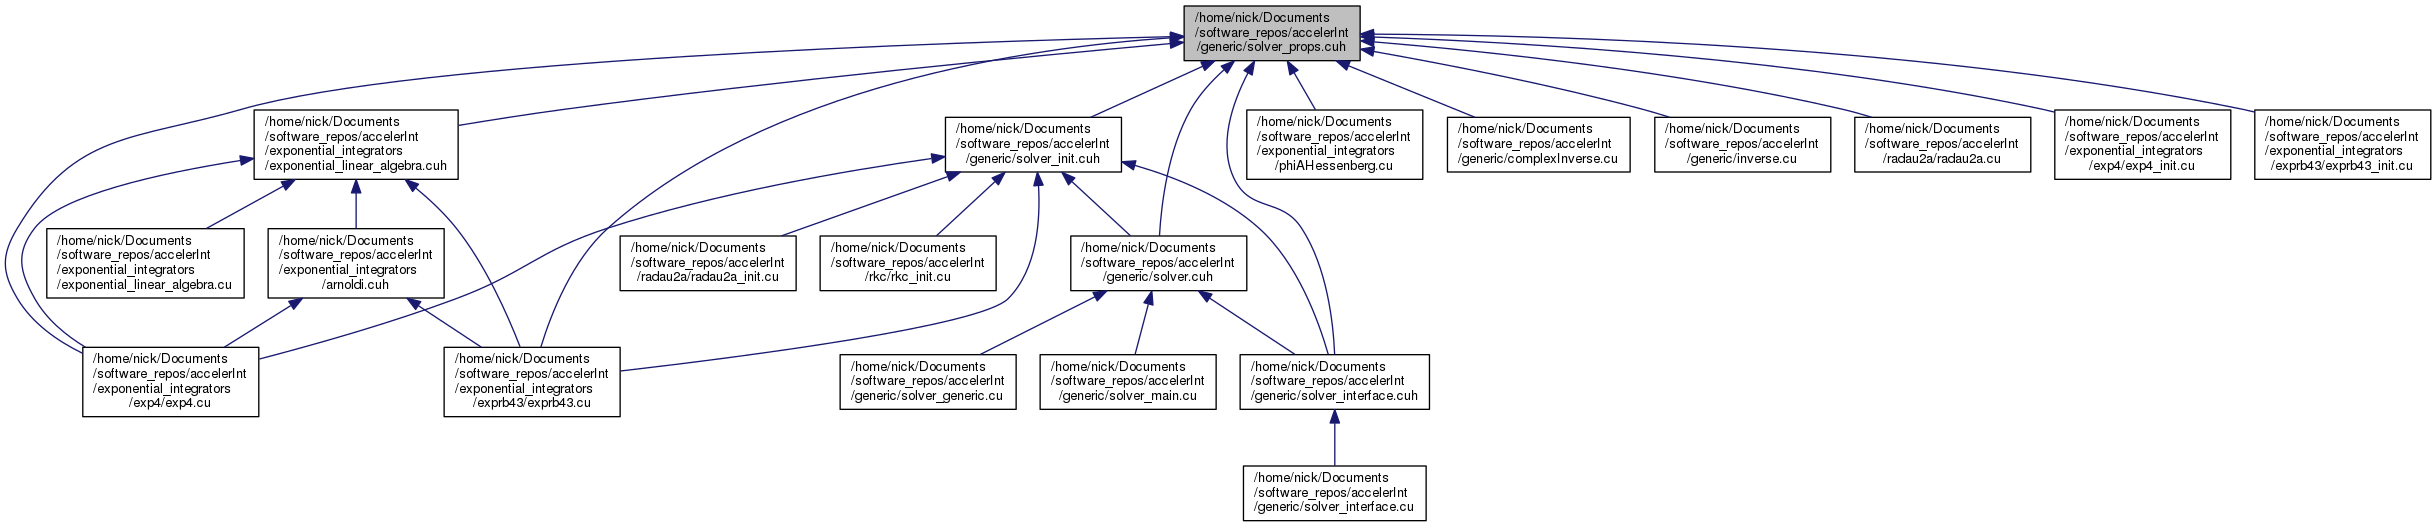 /home/nick/Documents
/software_repos/accelerInt
/generic/solver_props.cuh
/home/nick/Documents
/software_repos/accelerInt
/exponential_integrators
/exponential_linear_algebra.cuh
/home/nick/Documents
/software_repos/accelerInt
/generic/solver_init.cuh
/home/nick/Documents
/software_repos/accelerInt
/exponential_integrators
/phiAHessenberg.cu
/home/nick/Documents
/software_repos/accelerInt
/generic/complexInverse.cu
/home/nick/Documents
/software_repos/accelerInt
/generic/inverse.cu
/home/nick/Documents
/software_repos/accelerInt
/radau2a/radau2a.cu
/home/nick/Documents
/software_repos/accelerInt
/exponential_integrators
/exp4/exp4_init.cu
/home/nick/Documents
/software_repos/accelerInt
/exponential_integrators
/exprb43/exprb43_init.cu
/home/nick/Documents
/software_repos/accelerInt
/exponential_integrators
/exponential_linear_algebra.cu
/home/nick/Documents
/software_repos/accelerInt
/exponential_integrators
/arnoldi.cuh
/home/nick/Documents
/software_repos/accelerInt
/radau2a/radau2a_init.cu
/home/nick/Documents
/software_repos/accelerInt
/rkc/rkc_init.cu
/home/nick/Documents
/software_repos/accelerInt
/generic/solver.cuh
/home/nick/Documents
/software_repos/accelerInt
/exponential_integrators
/exp4/exp4.cu
/home/nick/Documents
/software_repos/accelerInt
/exponential_integrators
/exprb43/exprb43.cu
/home/nick/Documents
/software_repos/accelerInt
/generic/solver_generic.cu
/home/nick/Documents
/software_repos/accelerInt
/generic/solver_main.cu
/home/nick/Documents
/software_repos/accelerInt
/generic/solver_interface.cuh
/home/nick/Documents
/software_repos/accelerInt
/generic/solver_interface.cu